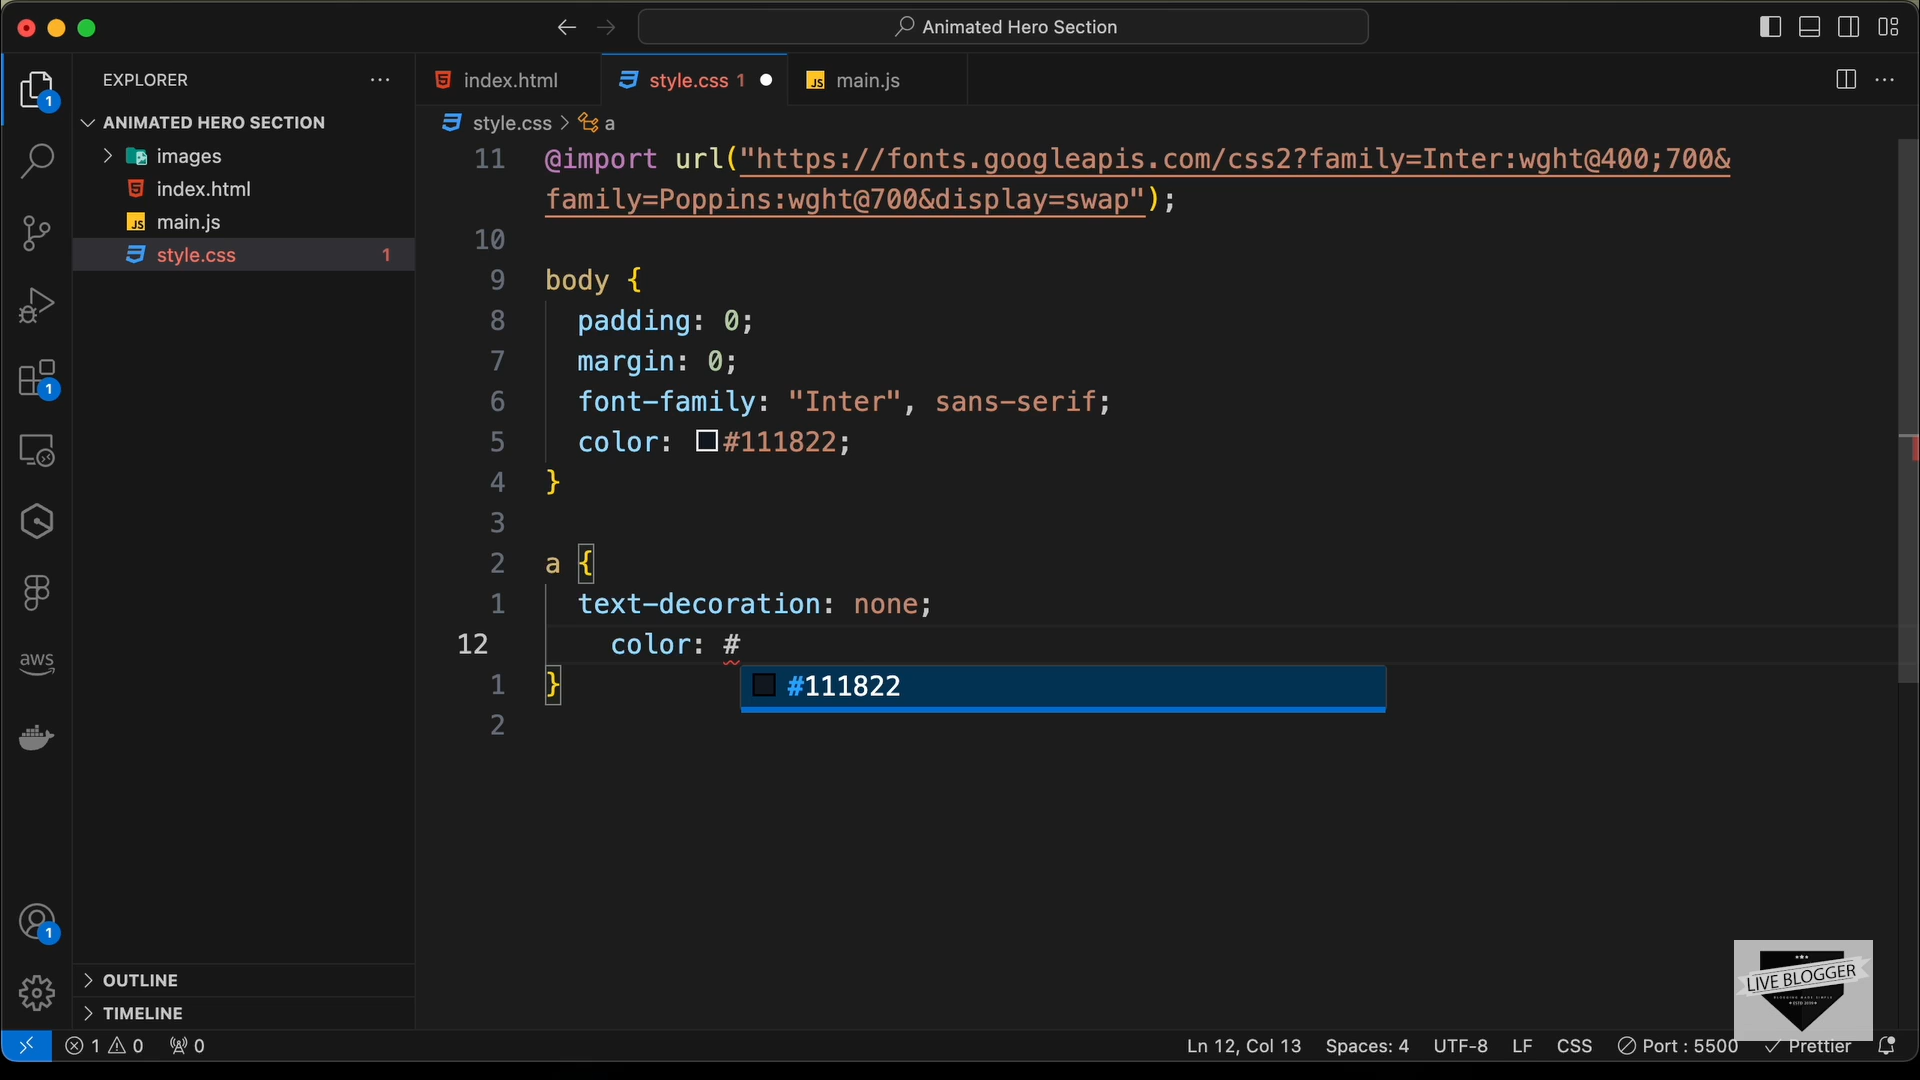 Animated Hero Section
EXPLORER
index.html
style.css 1
main.js
1
ANIMATED HERO SECTION
images
index.html
main.js
style.css 1
style.css > a
11 @import url("https://fonts.googleapis.com/css2?family=Inter:wght@400;700&
family=Poppins:wght@700&display=swap");
10
9 body {
8 padding: 0;
7 margin: 0;
6 font-family: "Inter", sans-serif;
5 color: #111822;
4 }
3
2 a {
1 text-decoration: none;
12 color: #
1 }
#111822
2
1
aws
1
OUTLINE
TIMELINE
LIVE BLOGGER
1 0 0
Ln 12, Col 13 Spaces: 4 UTF-8 LF CSS Port : 5500 Prettier